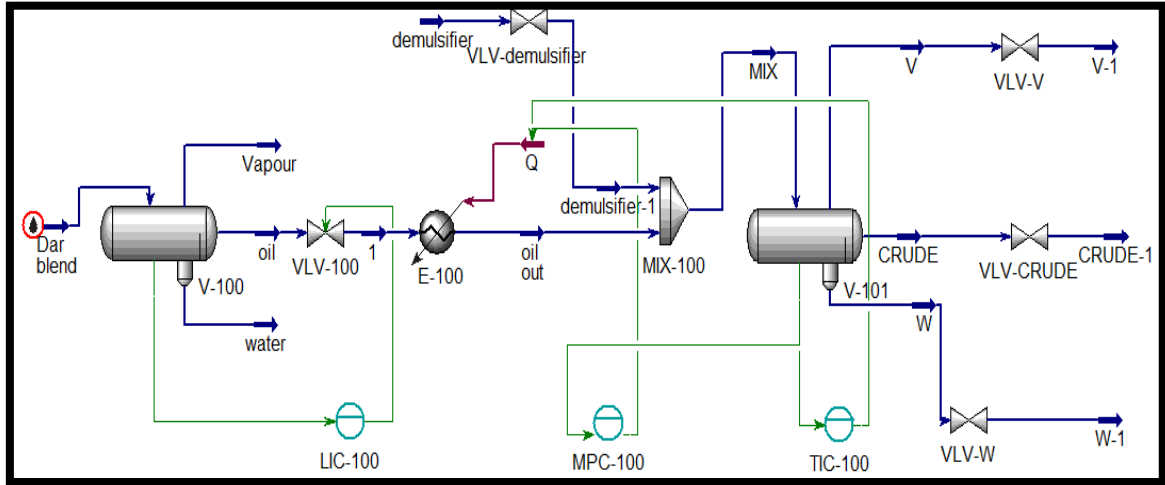 demulsifier
VLV-demulsifier
MIX
V
VLV-V
V-1
Vapour
Q
Dar
blend
oil
VLV-100
1
E-100
oil
out
demulsifier-1
MIX-100
CRUDE
VLV-CRUDE
CRUDE-1
V-100
V-101
water
W
LIC-100
MPC-100
TIC-100
VLV-W
W-1